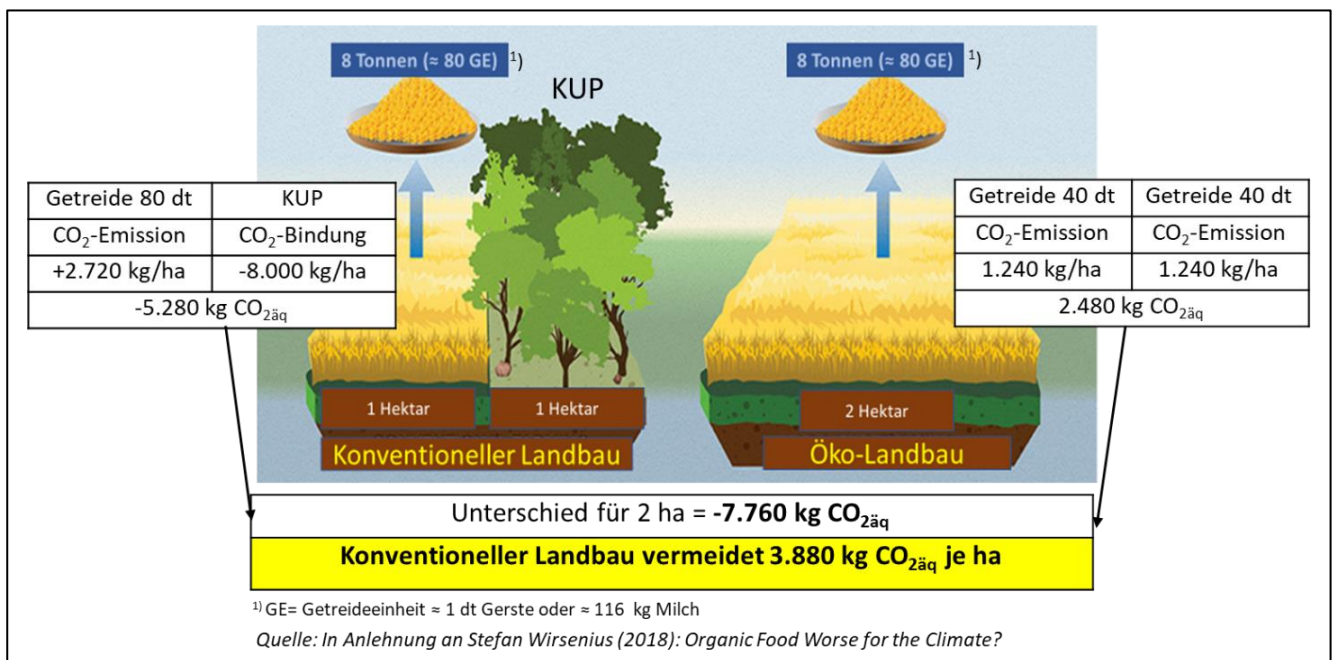 8 Tonnen (≈ 80 GE) 1)
8 Tonnen (≈ 80 GE) 1)
KUP
Getreide 80 dt KUP
CO2-Emission CO2-Bindung
+2.720 kg/ha -8.000 kg/ha
-5.280 kg CO2äq
Getreide 40 dt Getreide 40 dt
CO2-Emission CO2-Emission
1.240 kg/ha 1.240 kg/ha
2.480 kg CO2äq
1 Hektar 1 Hektar
Konventioneller Landbau
2 Hektar
Öko-Landbau
Unterschied für 2 ha = -7.760 kg CO2äq
Konventioneller Landbau vermeidet 3.880 kg CO2äq je ha
1) GE= Getreideeinheit ≈ 1 dt Gerste oder ≈ 116 kg Milch
Quelle: In Anlehnung an Stefan Wirsenius (2018): Organic Food Worse for the Climate?